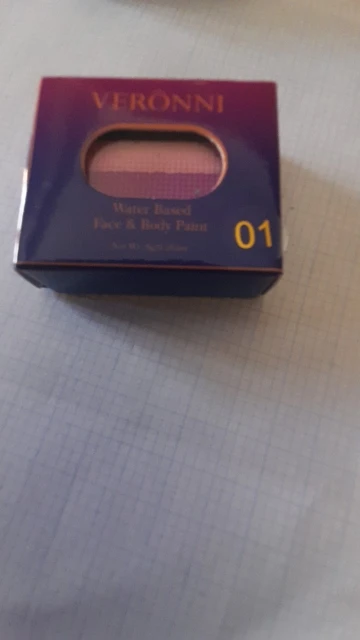 VERONNI
Water Based
Face & Body Paint
01